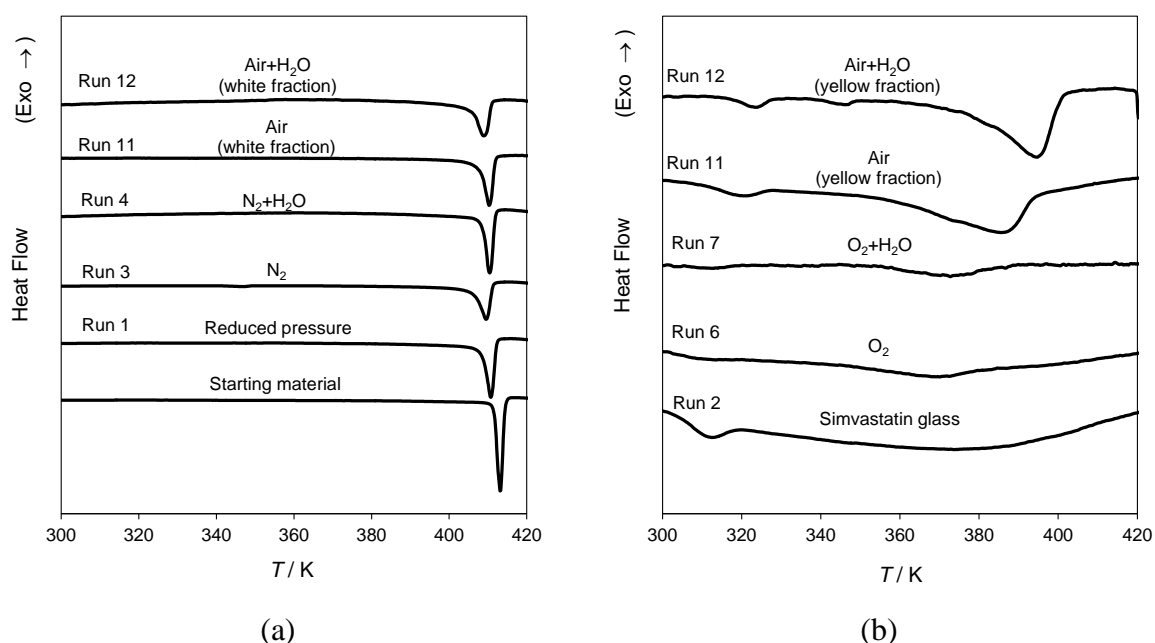 Heat Flow (Exo →)
Run 12
Air+H₂O
(white fraction)
Run 11
Air
(white fraction)
Run 4
N₂+H₂O
Run 3
N₂
Run 1
Reduced pressure
Starting material
300 320 340 360 380 400 420
T / K
(a)
Heat Flow (Exo →)
Run 12
Air+H₂O
(yellow fraction)
Run 11
Air
(yellow fraction)
Run 7
O₂+H₂O
Run 6
O₂
Run 2
Simvastatin glass
300 320 340 360 380 400 420
T / K
(b)